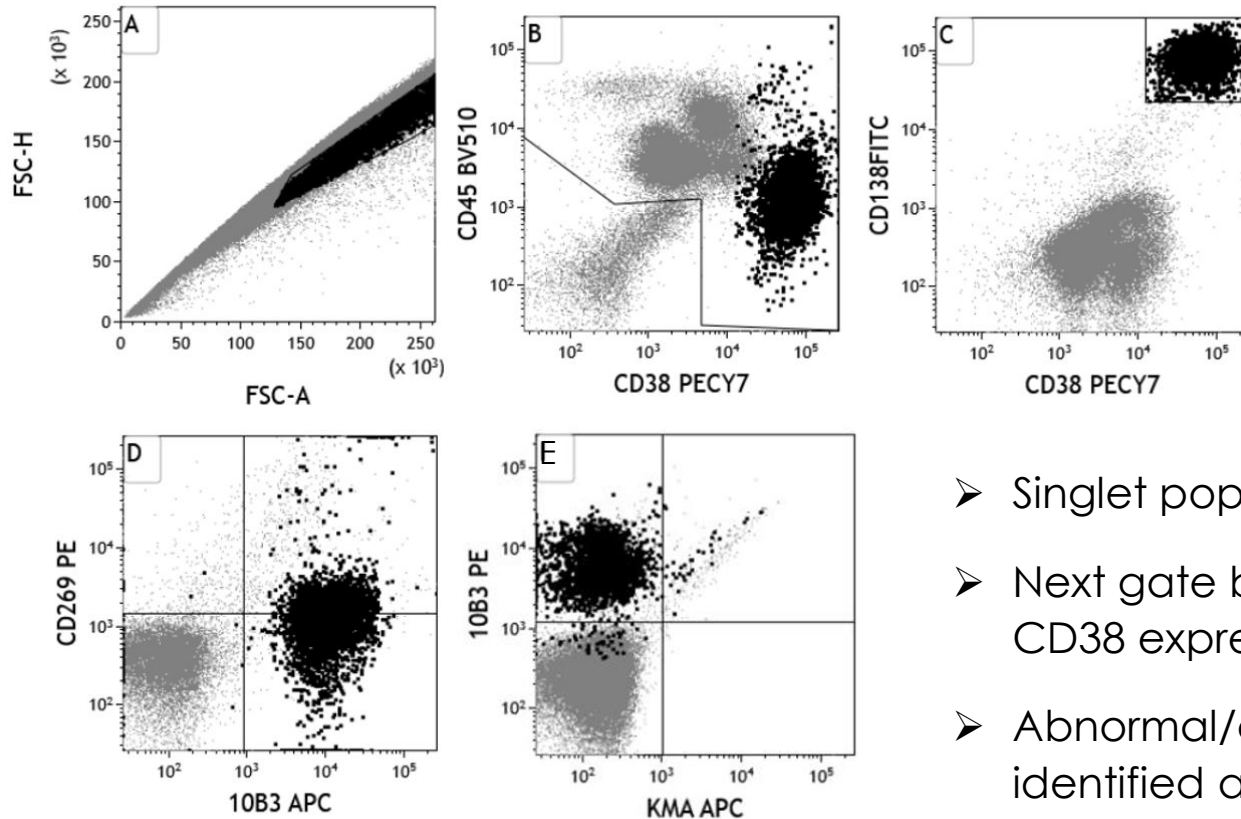 A
FSC-H
(x 10³)
250
200
150
100
50
0
0 50 100 150 200 250
(x 10³)
FSC-A
B
CD45 BV510
10⁵
10⁴
10³
10²
10² 10³ 10⁴ 10⁵
CD38 PECY7
C
CD138FITC
10⁵
10⁴
10³
10²
10² 10³ 10⁴ 10⁵
CD38 PECY7
D
CD269 PE
10⁵
10⁴
10³
10²
10² 10³ 10⁴ 10⁵
10B3 APC
E
10B3 PE
10⁵
10⁴
10³
10²
10² 10³ 10⁴ 10⁵
KMA APC
➢ Singlet pop
➢ Next gate b
CD38 expre
➢ Abnormal/
identified